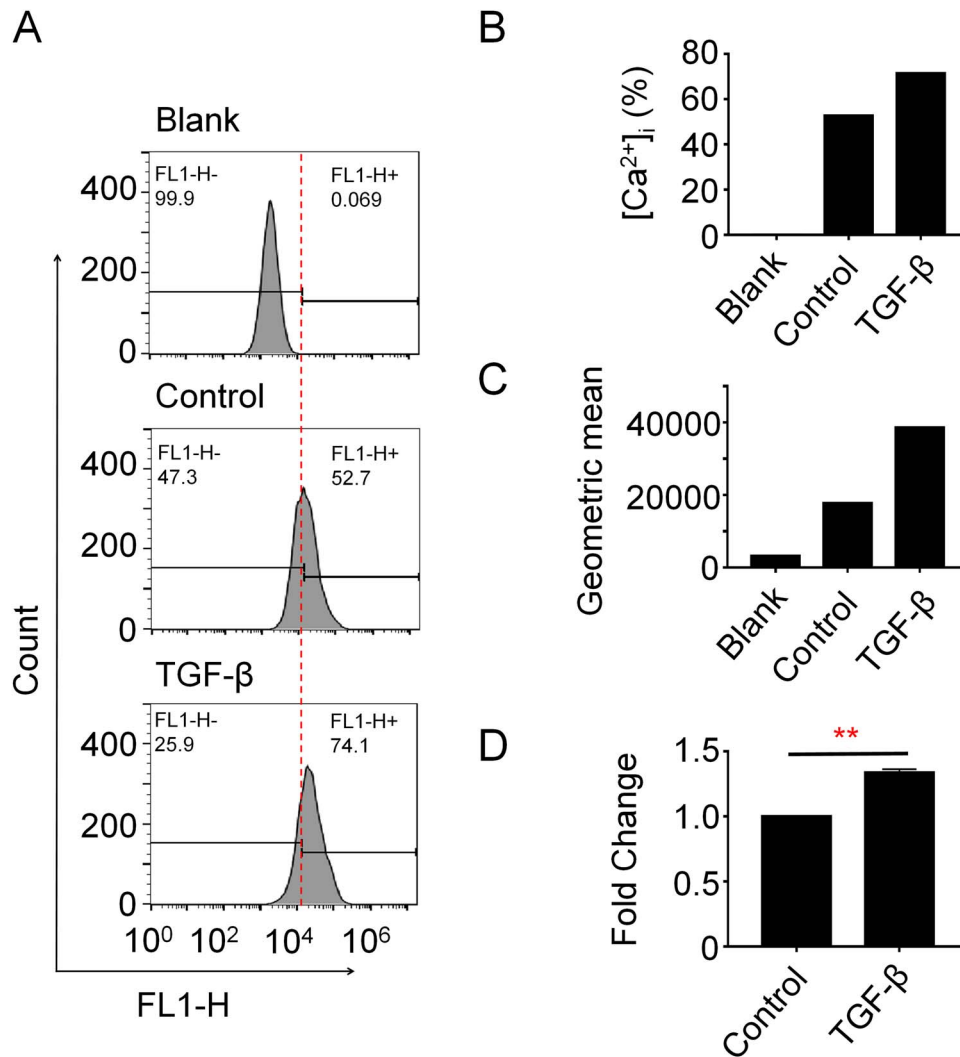 A
Blank
FL1-H-
99.9
FL1-H+
0.069
400
200
0
Control
FL1-H-
47.3
FL1-H+
52.7
400
200
0
TGF-β
FL1-H-
25.9
FL1-H+
74.1
400
200
0
10⁰ 10² 10⁴ 10⁶
Count
FL1-H
B
[Ca²⁺]ᵢ (%)
80
60
40
20
0
Blank
Control
TGF-β
C
Geometric mean
40000
20000
0
Blank
Control
TGF-β
D
Fold Change
1.5
1.0
0.5
0
**
Control
TGF-β